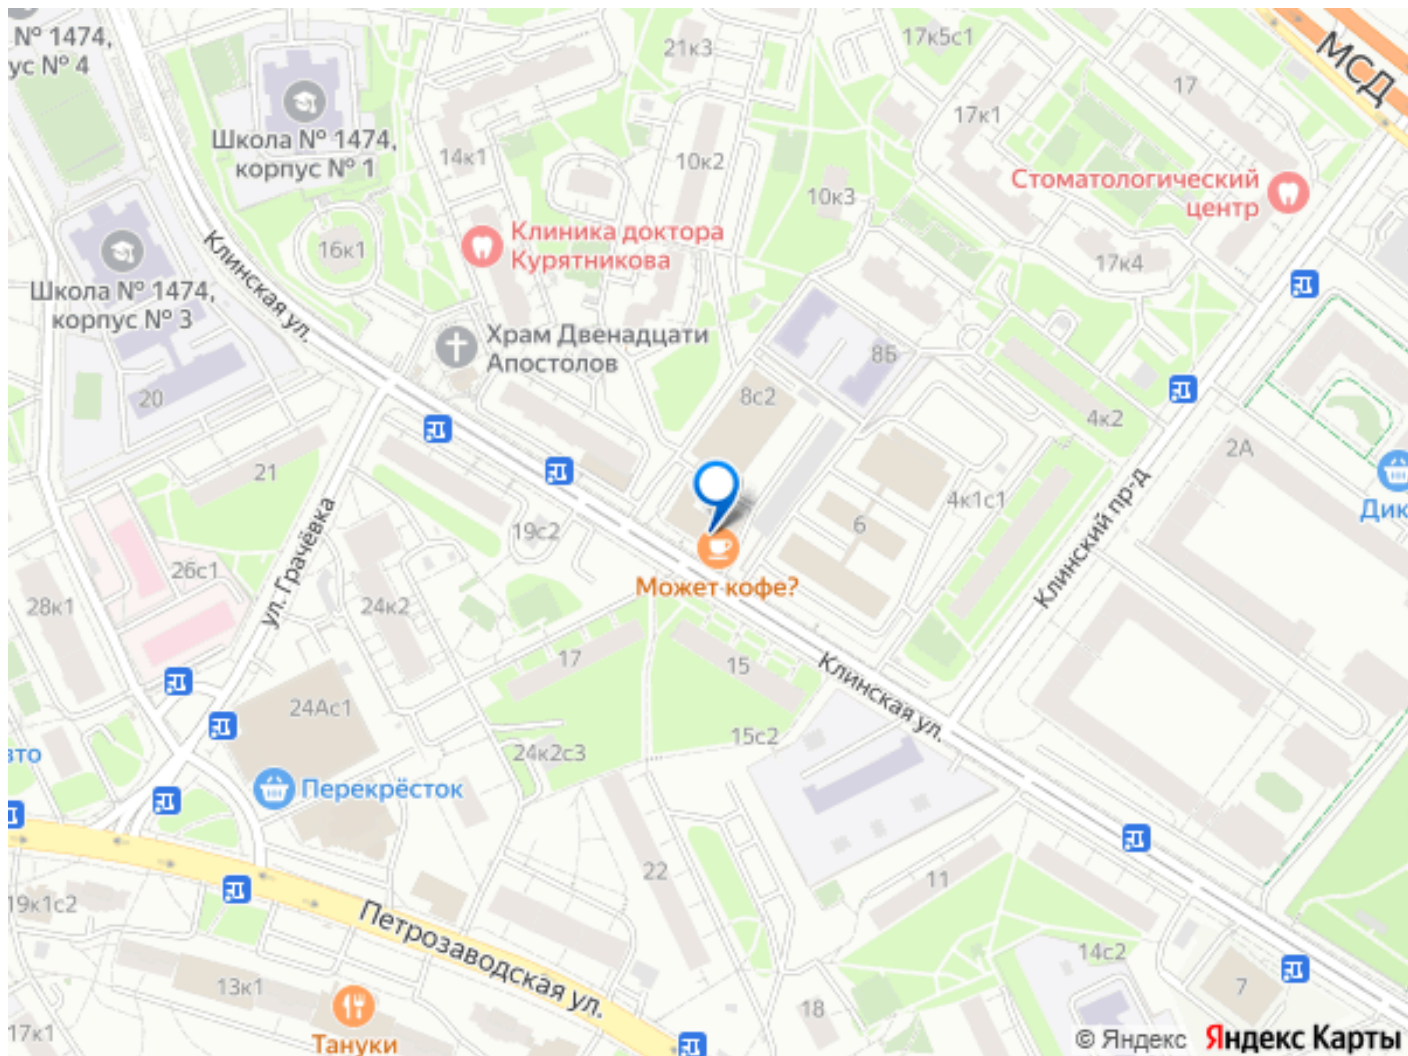 № 1474,
ус № 4
Школа № 1474,
корпус № 1
21к3
17к5с1
МСД
17
17к1
14к1
10к2
10к3
Стоматологический
центр
Клиника доктора
Курятникова
16к1
17к4
Клинская ул.
Школа № 1474,
корпус № 3
Храм Двенадцати
Апостолов
8Б
8с2
20
4к2
21
2А
Дик
4к1с1
6
19с2
ул. Грачёвка
Клинский пр-д
26с1
28к1
24к2
Может кофе?
17
15
Клинская ул.
24Ас1
15с2
24к2с3
это
Перекрёсток
22
11
19к1с2
Петрозаводская ул.
14с2
13к1
7
18
17к1
Тануки
© Яндекс Яндекс Карты